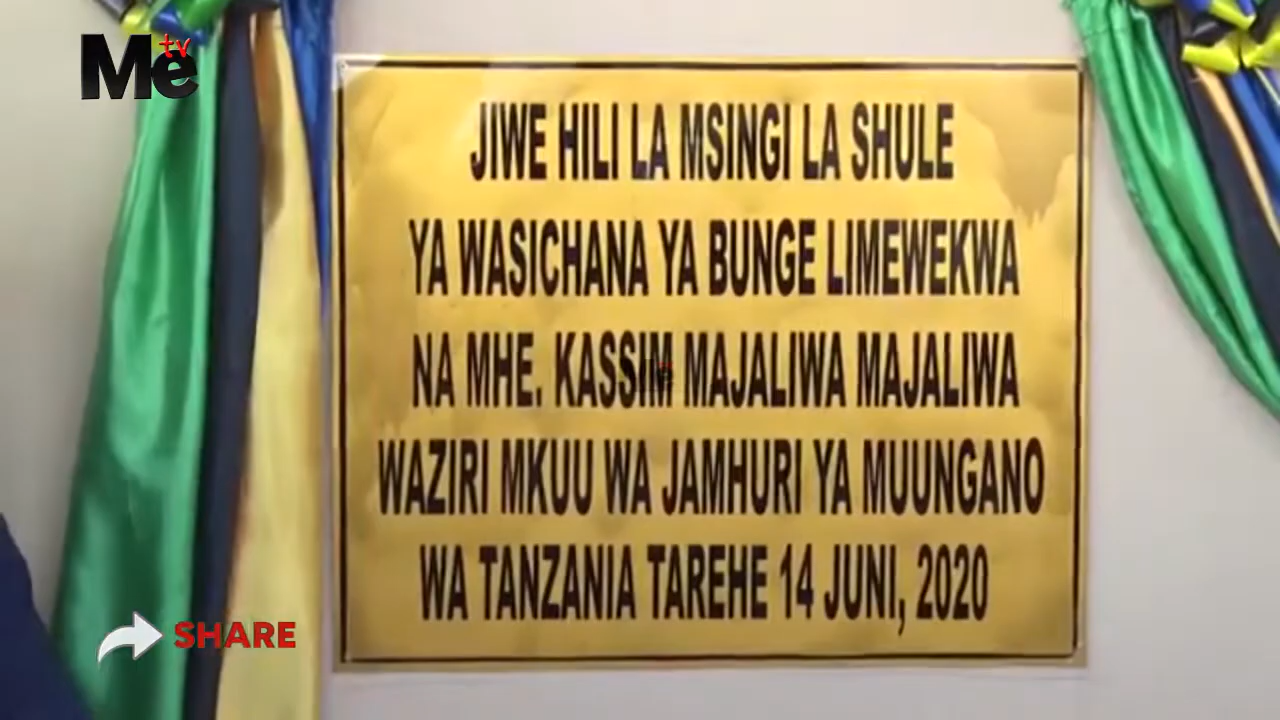 Me tv
JIWE HILI LA MSINGI LA SHULE
YA WASICHANA YA BUNGE LIMEWEKWA
NA MHE. KASSIM MAJALIWA MAJALIWA
WAZIRI MKUU WA JAMHURI YA MUUNGANO
WA TANZANIA TAREHE 14 JUNI, 2020
SHARE